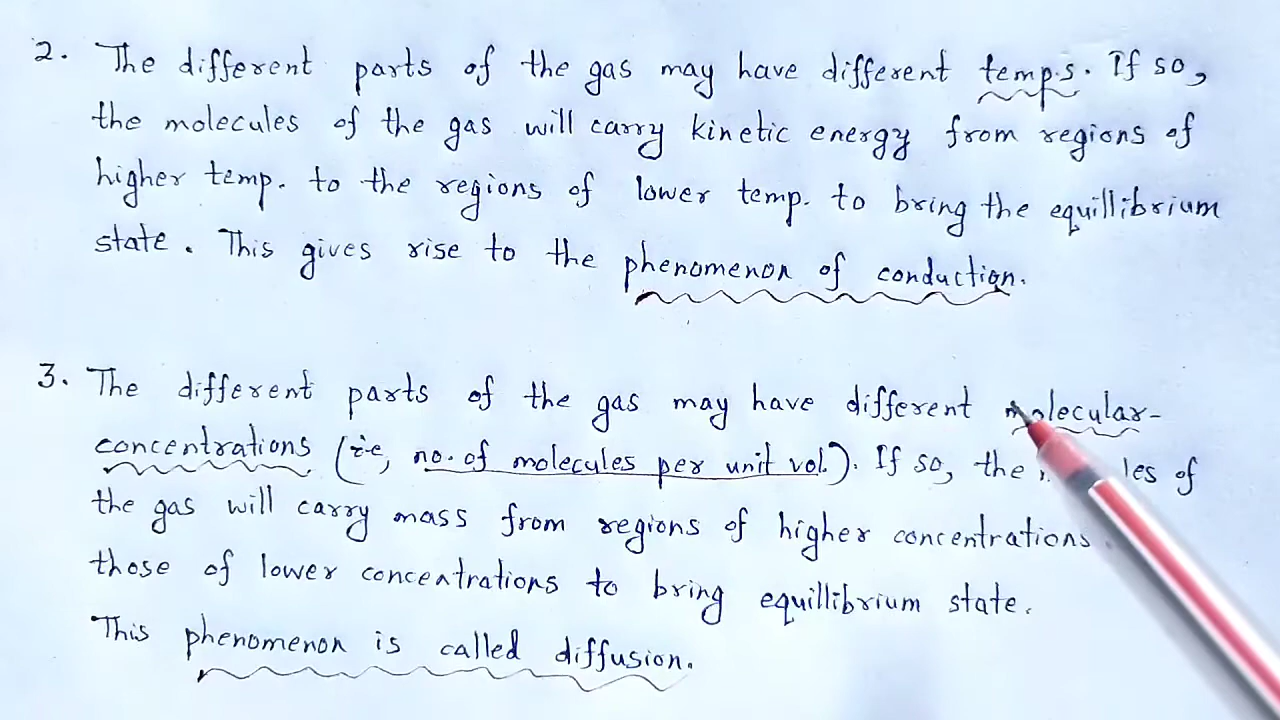 2. The different parts of the gas may have different temps. If so,
the molecules of the gas will carry kinetic energy from regions of
higher temp. to the regions of lower temp. to bring the equillibrium
state. This gives rise to the phenomenon of conduction.
3. The different parts of the gas may have different molecular-
concentrations (ie, no. of molecules per unit vol.). If so, the les of
the gas will carry mass from regions of higher concentrations
those of lower concentrations to bring equillibrium state.
This phenomenon is called diffusion.